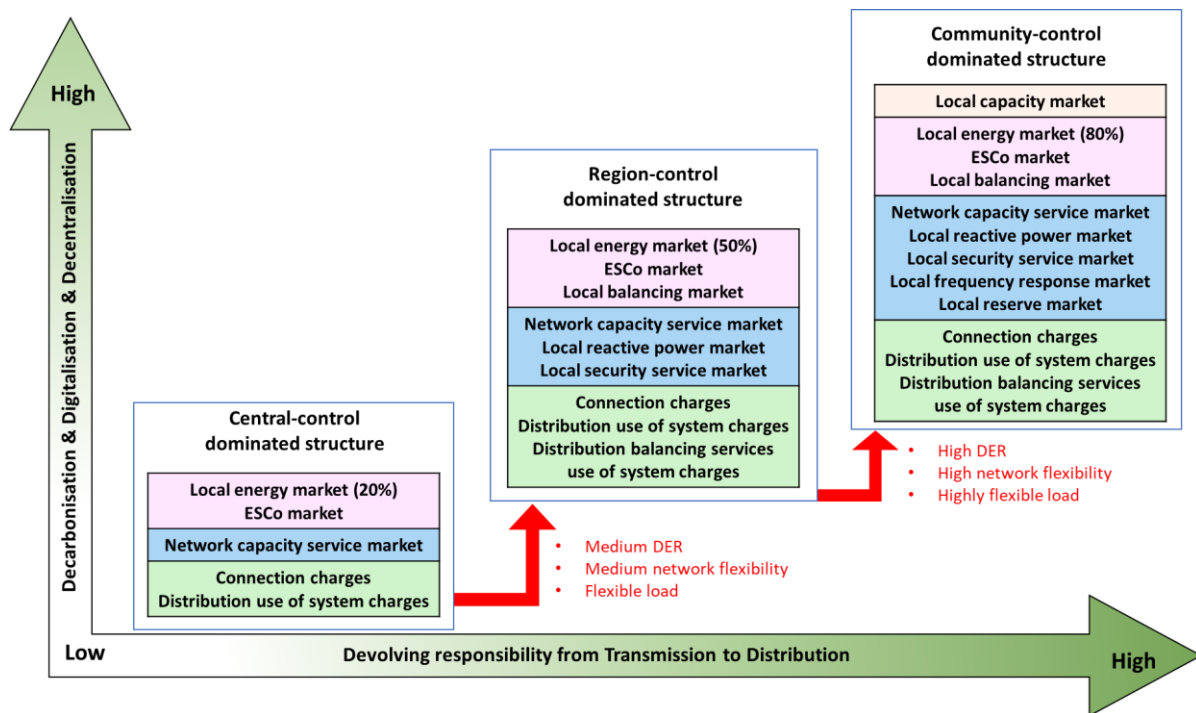 High
Decarbonisation & Digitalisation & Decentralisation
Low
Devolving responsibility from Transmission to Distribution
High
Central-control
dominated structure
Local energy market (20%)
ESCo market
Network capacity service market
Connection charges
Distribution use of system charges
• Medium DER
• Medium network flexibility
• Flexible load
Region-control
dominated structure
Local energy market (50%)
ESCo market
Local balancing market
Network capacity service market
Local reactive power market
Local security service market
Connection charges
Distribution use of system charges
Distribution balancing services
use of system charges
• High DER
• High network flexibility
• Highly flexible load
Community-control
dominated structure
Local capacity market
Local energy market (80%)
ESCo market
Local balancing market
Network capacity service market
Local reactive power market
Local security service market
Local frequency response market
Local reserve market
Connection charges
Distribution use of system charges
Distribution balancing services
use of system charges